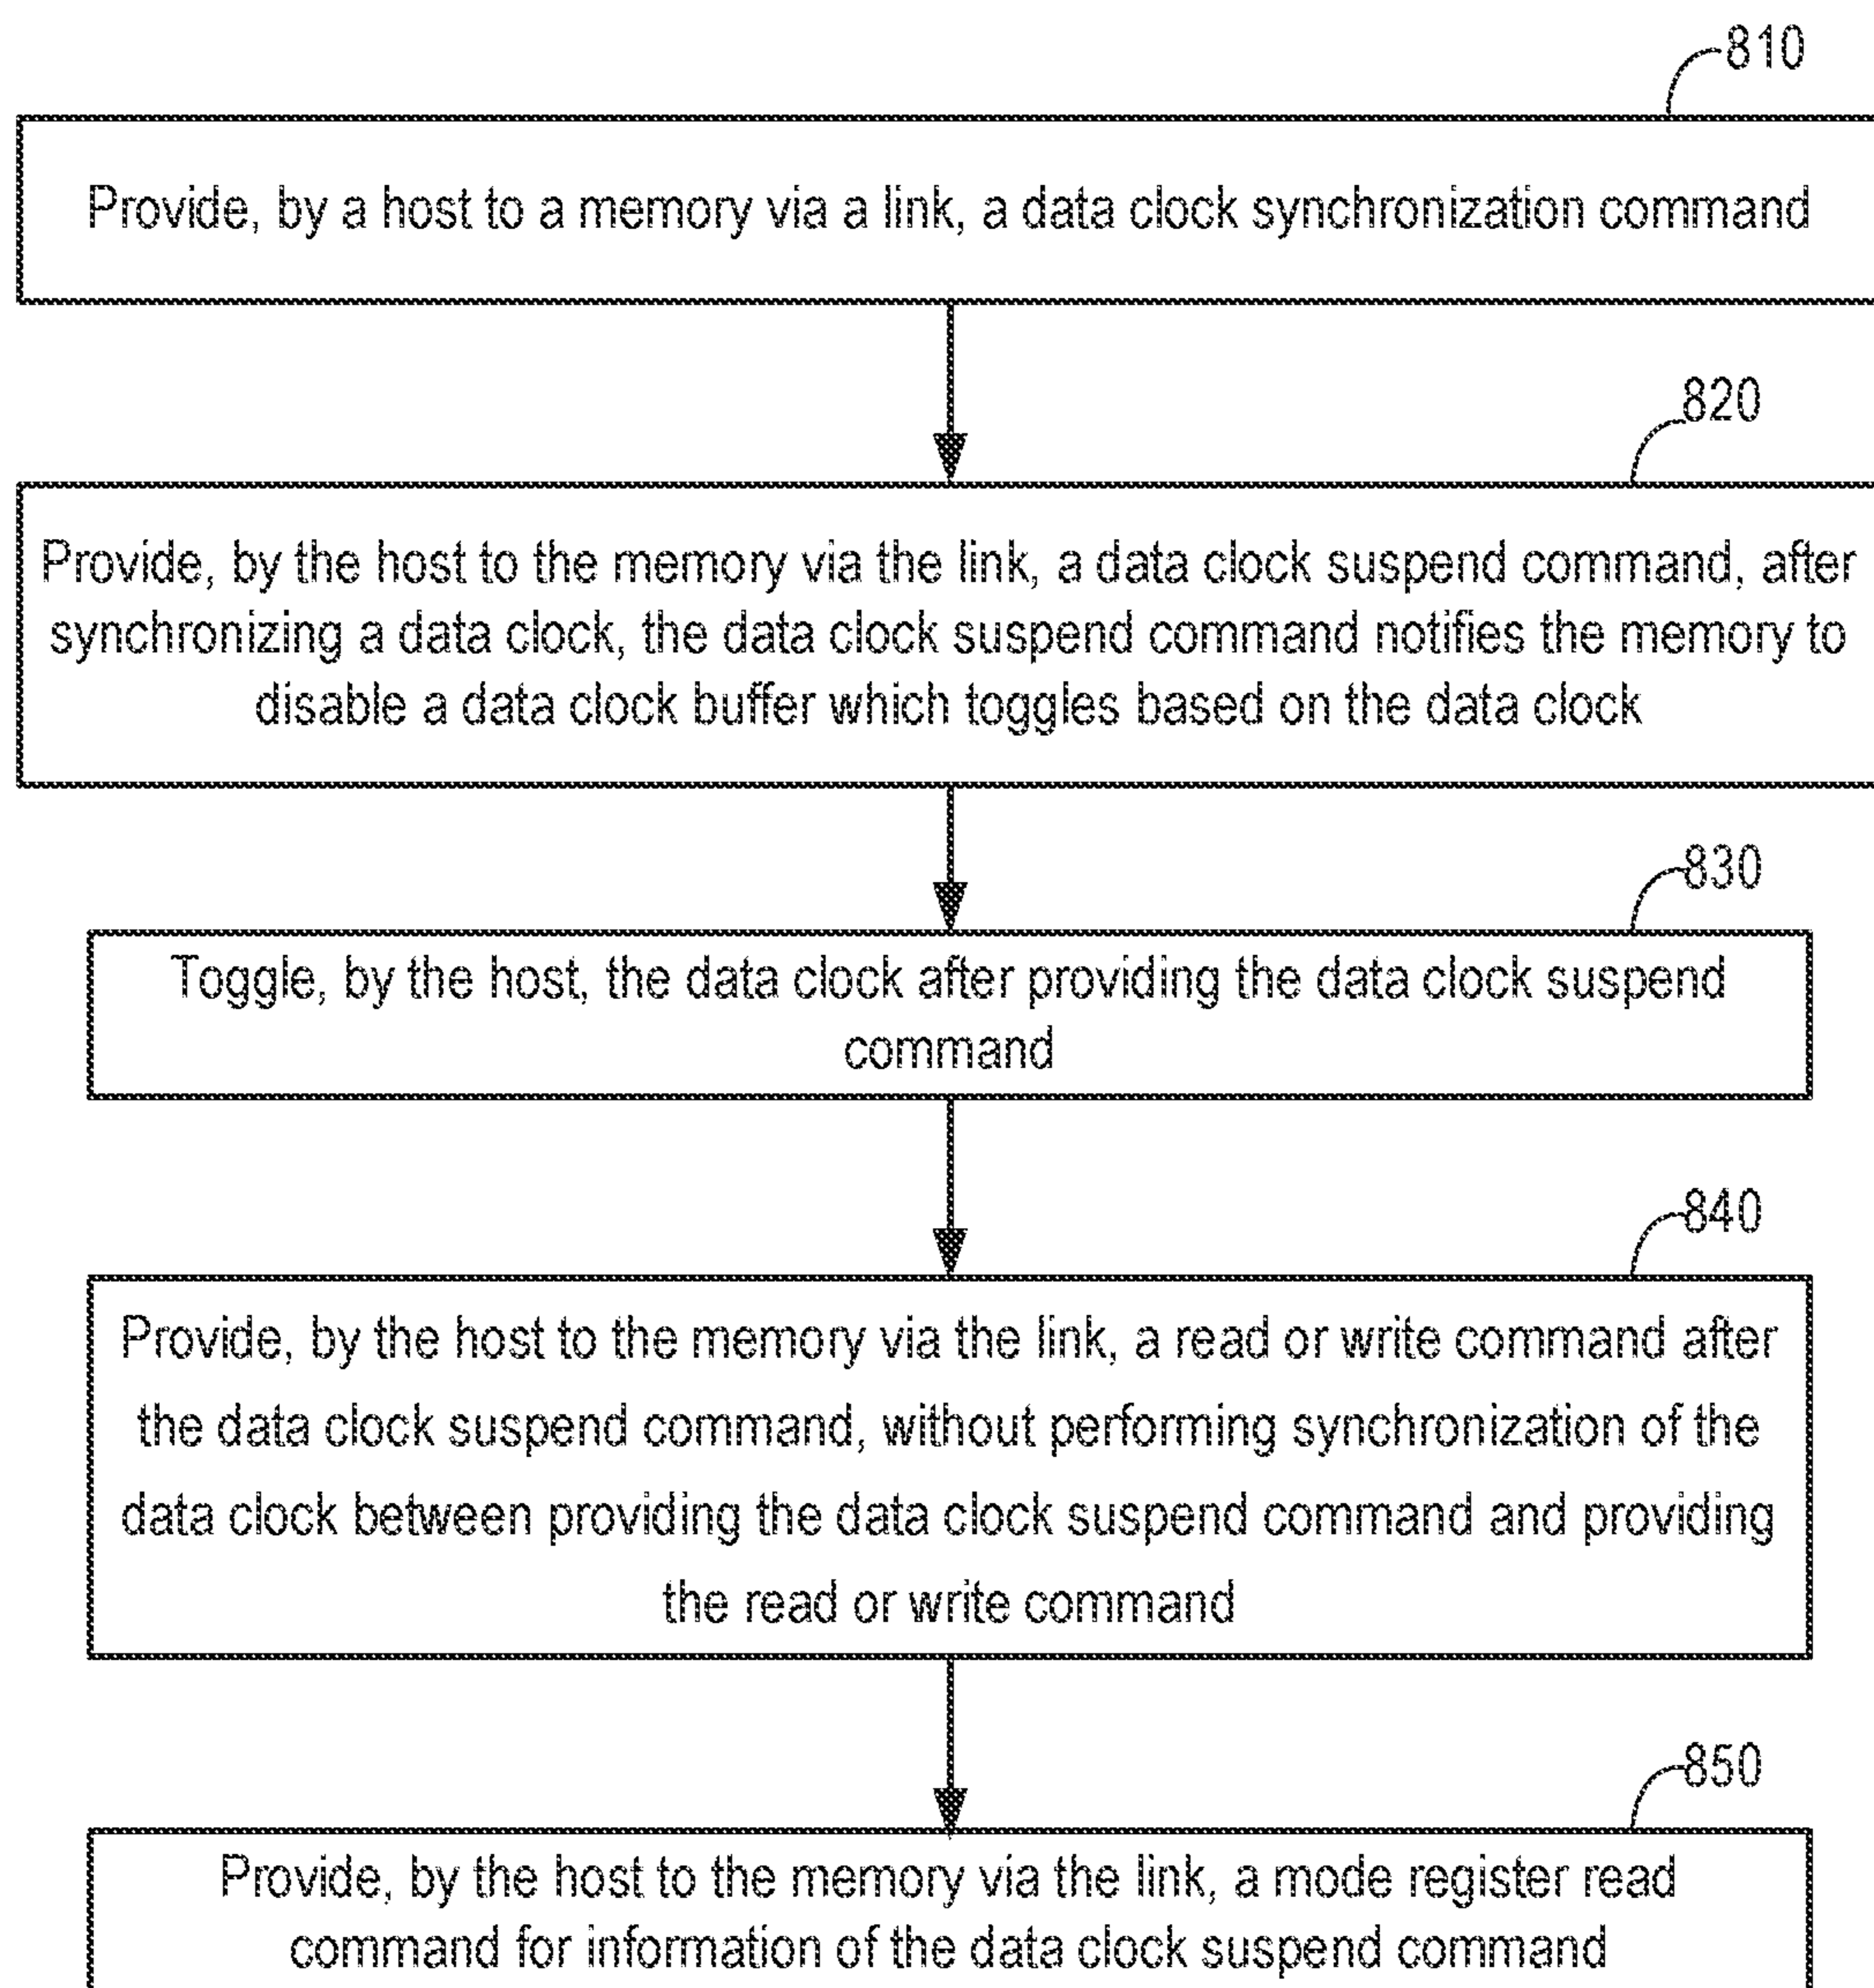 810
Provide, by a host to a memory via a link, a data clock synchronization command
820
Provide, by the host to the memory via the link, a data clock suspend command, after
synchronizing a data clock, the data clock suspend command notifies the memory to
disable a data clock buffer which toggles based on the data clock
830
Toggle, by the host, the data clock after providing the data clock suspend
command
840
Provide, by the host to the memory via the link, a read or write command after
the data clock suspend command, without performing synchronization of the
data clock between providing the data clock suspend command and providing
the read or write command
850
Provide, by the host to the memory via the link, a mode register read
command for information of the data clock suspend command